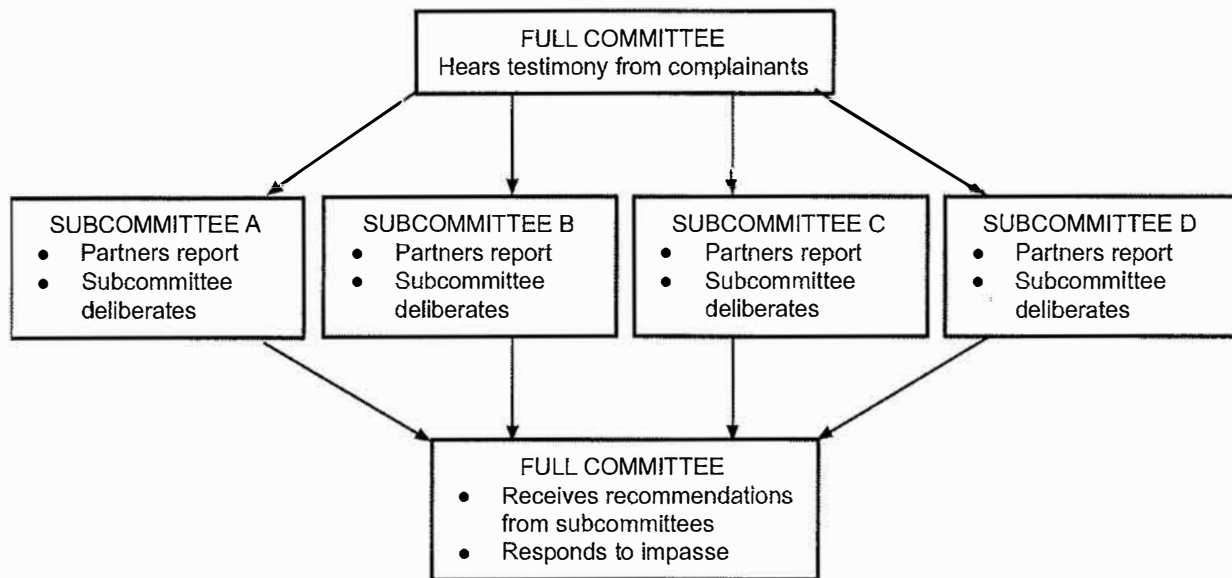 FULL COMMITTEE
Hears testimony from complainants
SUBCOMMITTEE A
● Partners report
● Subcommittee
deliberates
SUBCOMMITTEE B
● Partners report
● Subcommittee
deliberates
SUBCOMMITTEE C
● Partners report
● Subcommittee
deliberates
SUBCOMMITTEE D
● Partners report
● Subcommittee
deliberates
FULL COMMITTEE
● Receives recommendations
from subcommittees
● Responds to impasse